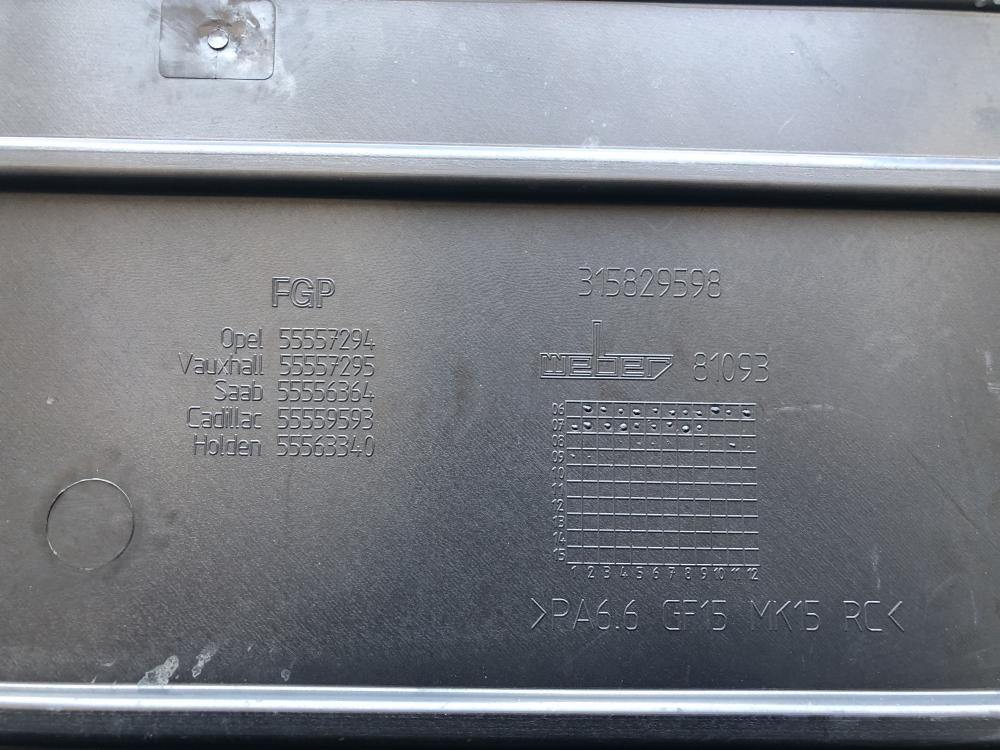 FGP
Opel 55557294
Vauxhall 55557295
Saab 55556364
Cadillac 55559593
Holden 55563340
315829598
weber 81093
06
07
08
09
10
11
12
13
14
15
1 2 3 4 5 6 7 8 9 10 11 12
>PA6.6 GF15 MK15 RC<